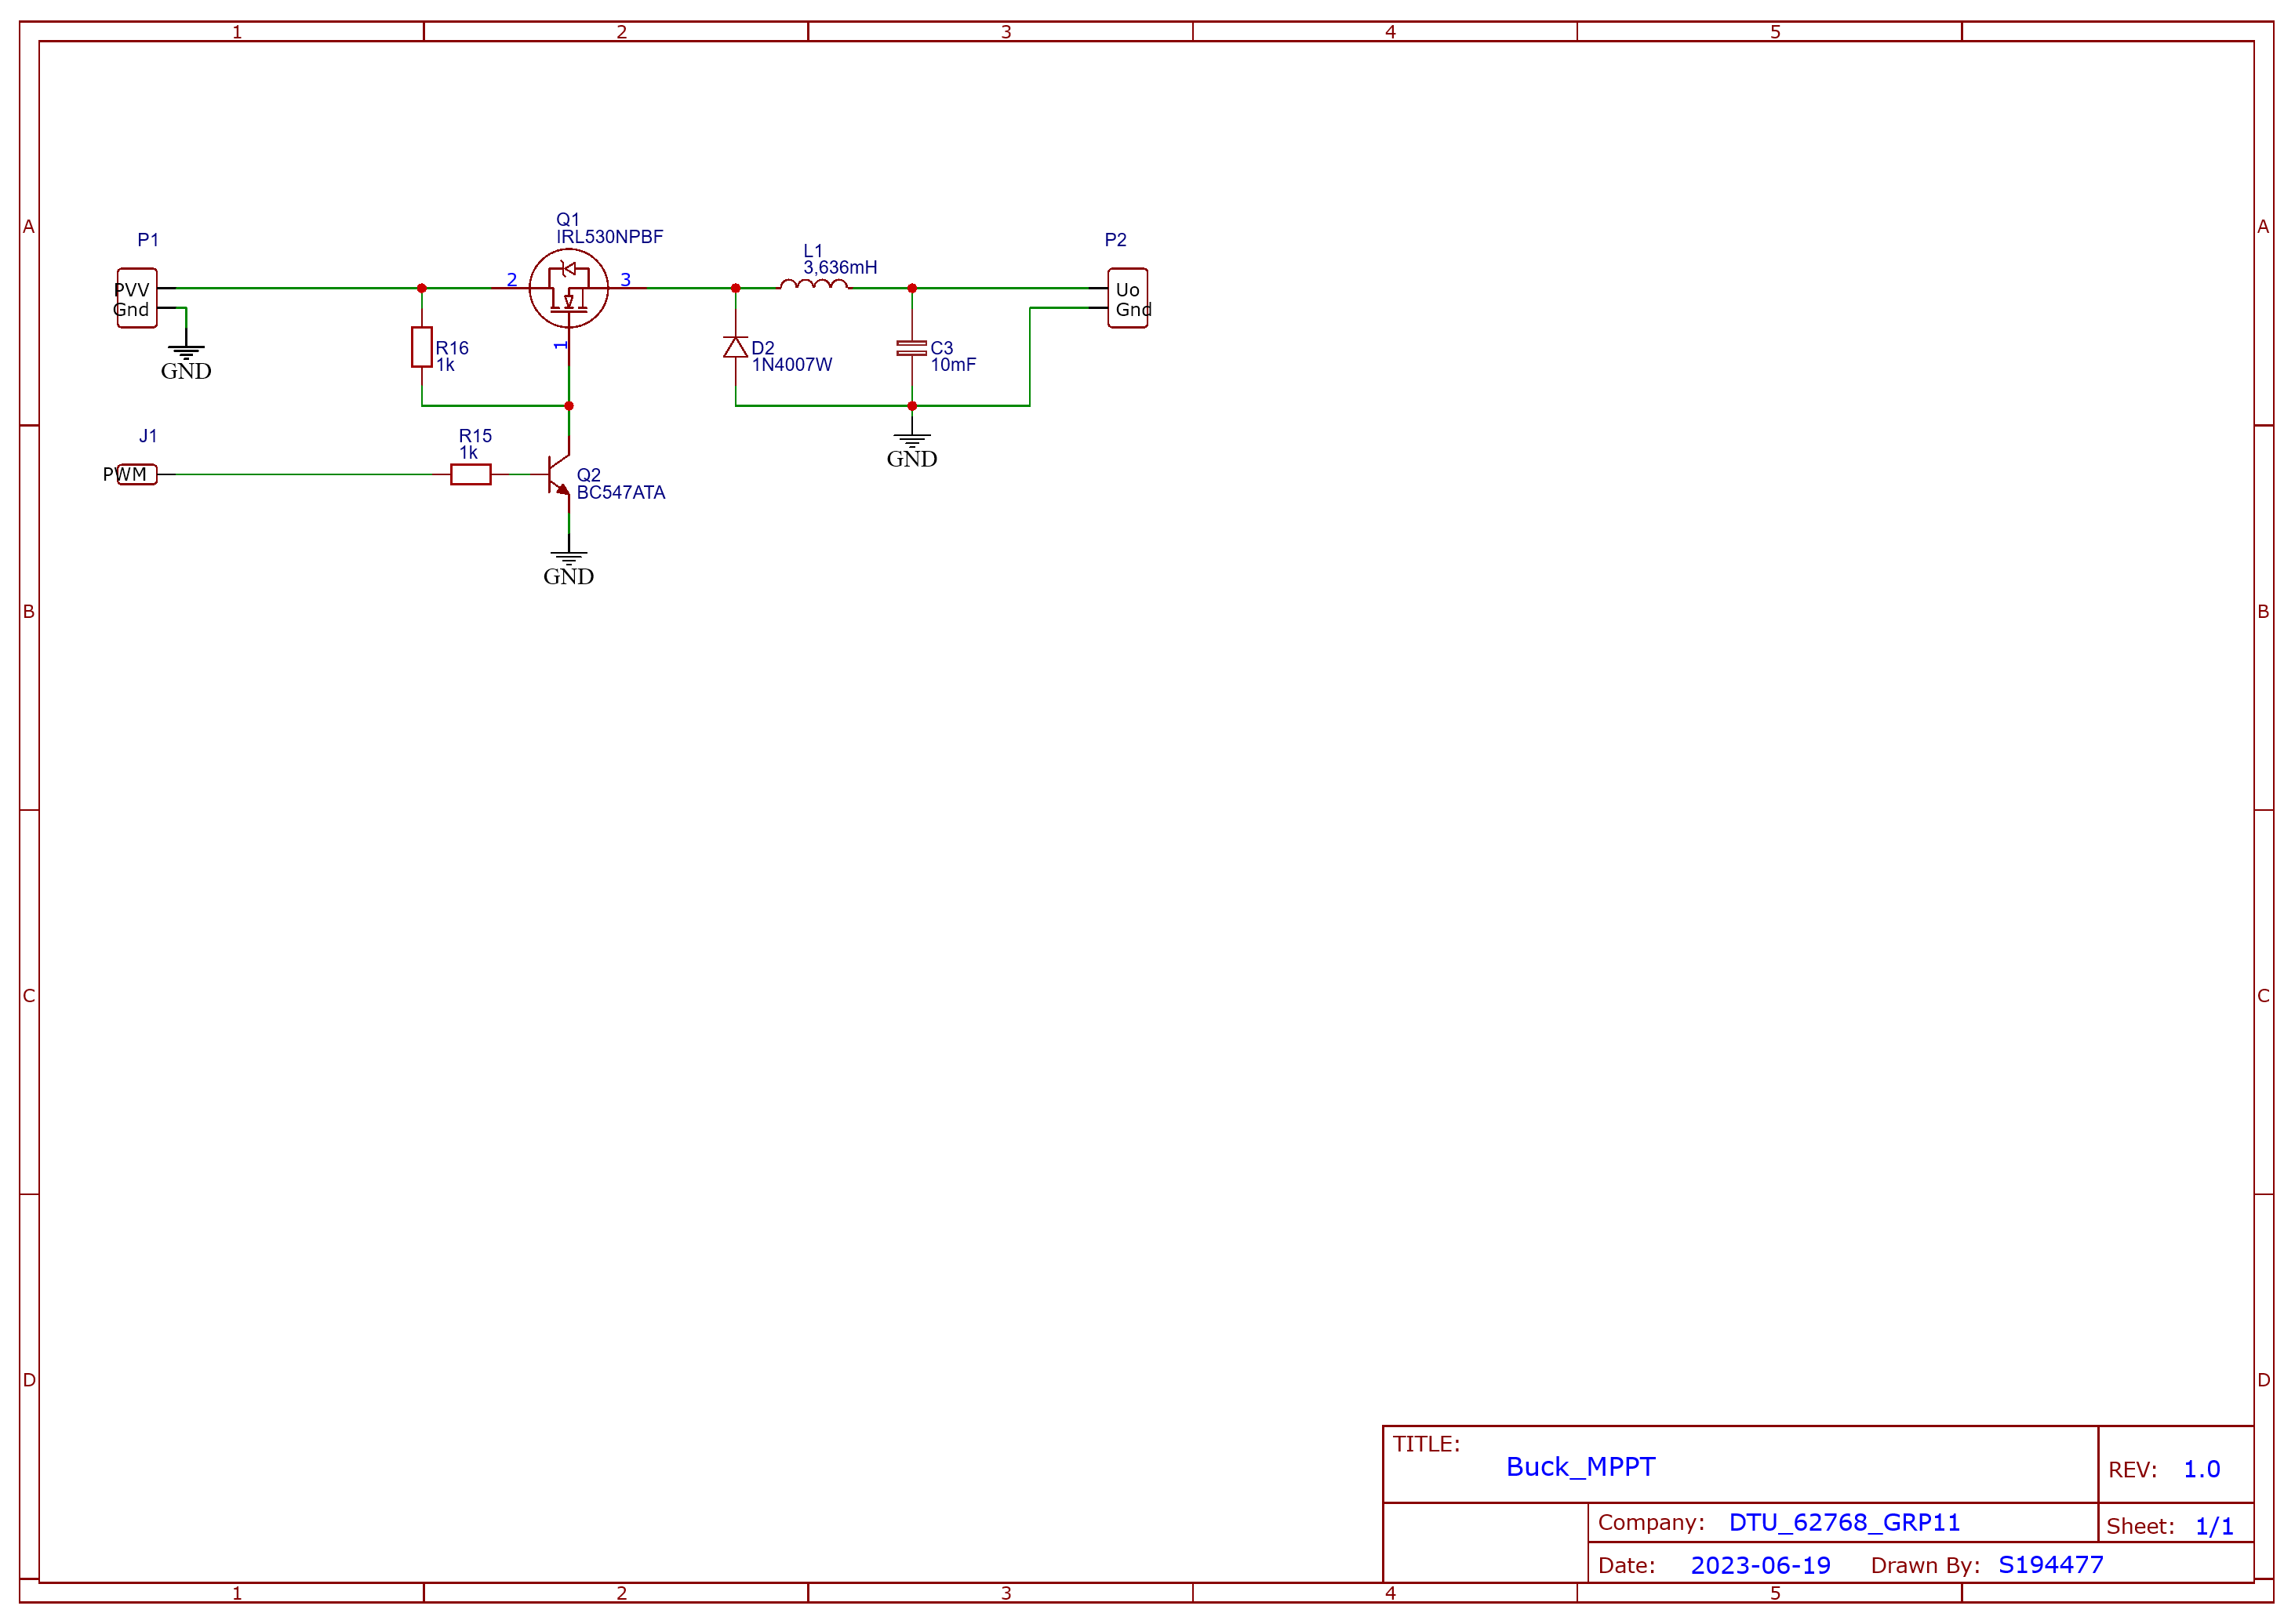 1 2 3 4 5
A A
Q1
IRL530NPBF
P1
L1
3,636mH
P2
PVV
Gnd
2 3
Uo
Gnd
1
R16
1k
D2
1N4007W
C3
10mF
GND
GND
B B
J1
PWM
R15
1k
Q2
BC547ATA
GND
C C
D D
TITLE:
Buck_MPPT
REV: 1.0
Company: DTU_62768_GRP11
Sheet: 1/1
Date: 2023-06-19 Drawn By: S194477
1 2 3 4 5